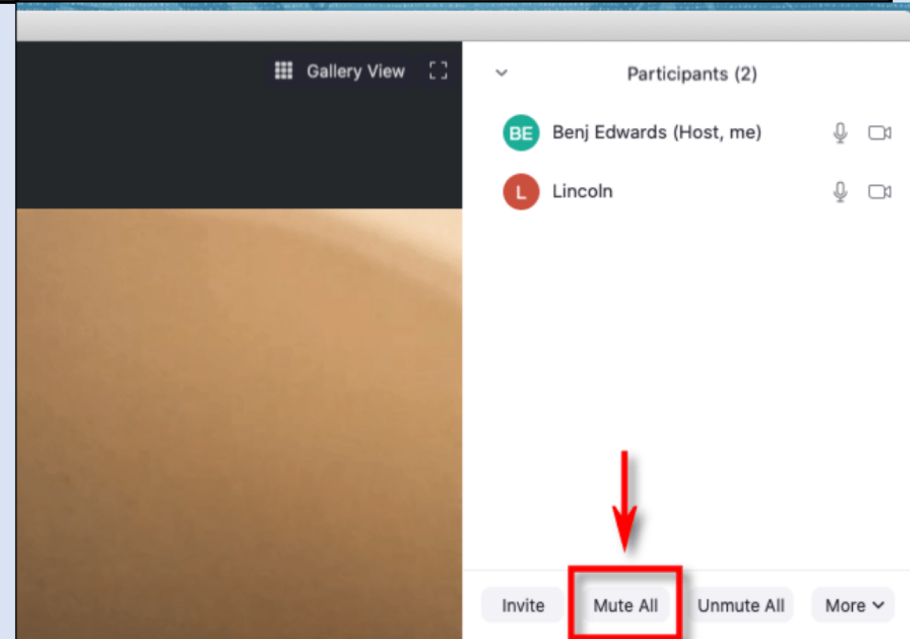 Gallery View
Participants (2)
BE Benj Edwards (Host, me)
L Lincoln
Invite Mute All Unmute All More